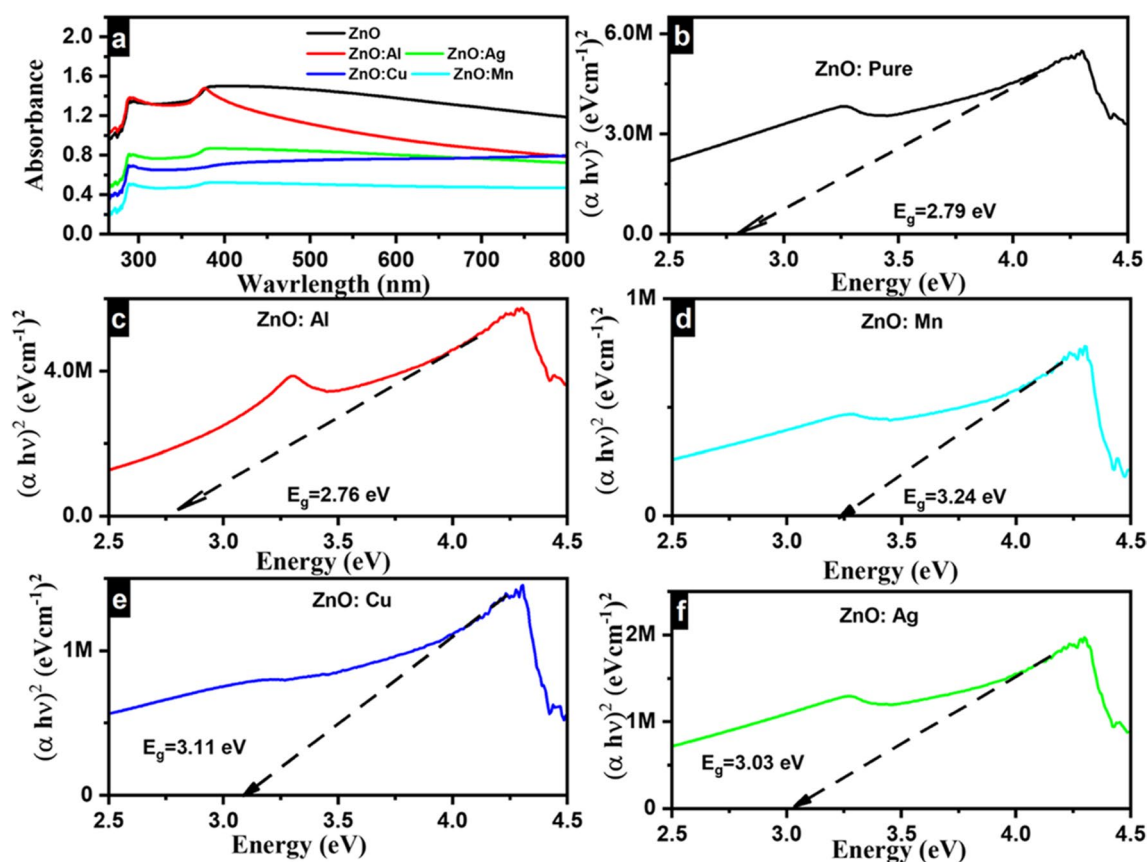 a
2.0
1.6
1.2
0.8
0.4
0.0
Absorbance
ZnO
ZnO:Al ZnO:Ag
ZnO:Cu ZnO:Mn
300 400 500 600 700 800
Wavrlength (nm)
b
6.0M
3.0M
0.0
(α hν)² (eVcm⁻¹)²
ZnO: Pure
E_g=2.79 eV
2.5 3.0 3.5 4.0 4.5
Energy (eV)
c
4.0M
0.0
(α hν)² (eVcm⁻¹)²
ZnO: Al
E_g=2.76 eV
2.5 3.0 3.5 4.0 4.5
Energy (eV)
d
1M
0
(α hν)² (eVcm⁻¹)²
ZnO: Mn
E_g=3.24 eV
2.5 3.0 3.5 4.0 4.5
Energy (eV)
e
1M
0
(α hν)² (eVcm⁻¹)²
ZnO: Cu
E_g=3.11 eV
2.5 3.0 3.5 4.0 4.5
Energy (eV)
f
2M
1M
0
(α hν)² (eVcm⁻¹)²
ZnO: Ag
E_g=3.03 eV
2.5 3.0 3.5 4.0 4.5
Energy (eV)